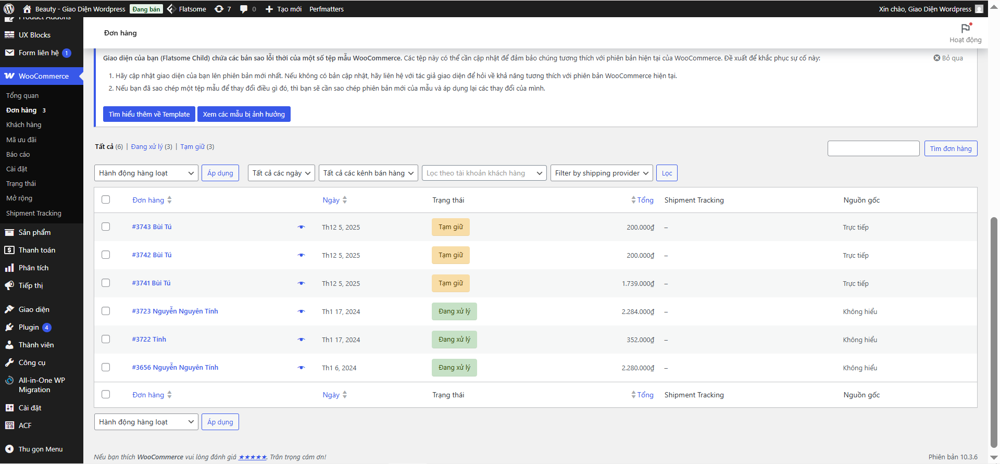 Beauty - Giao Diện Wordpress Đang bán Flatsome 7 0 Tạo mới Perfmatters Xin chào, Giao Diện Wordpress
Product Addons
UX Blocks
Form liên hệ 1
WooCommerce
Tổng quan
Đơn hàng 3
Khách hàng
Mã ưu đãi
Báo cáo
Cài đặt
Trạng thái
Mở rộng
Shipment Tracking
Sản phẩm
Thanh toán
Phân tích
Tiếp thị
Giao diện
Plugin 4
Thành viên
Công cụ
All-in-One WP
Migration
Cài đặt
ACF
Thu gọn Menu
Đơn hàng
Hoạt động
Giao diện của bạn (Flatsome Child) chứa các bản sao lỗi thời của một số tệp mẫu WooCommerce. Các tệp này có thể cần cập nhật để đảm bảo chúng tương thích với phiên bản hiện tại của WooCommerce. Đề xuất để khắc phục sự cố này:
Bỏ qua
1. Hãy cập nhật giao diện của bạn lên phiên bản mới nhất. Nếu không có bản cập nhật, hãy liên hệ với tác giả giao diện để hỏi về khả năng tương thích với phiên bản WooCommerce hiện tại.
2. Nếu bạn đã sao chép một tệp mẫu để thay đổi điều gì đó, thì bạn sẽ cần sao chép phiên bản mới của mẫu và áp dụng lại các thay đổi của mình.
Tìm hiểu thêm về Template Xem các mẫu bị ảnh hưởng
Tất cả (6) | Đang xử lý (3) | Tạm giữ (3)
Tìm đơn hàng
Hành động hàng loạt Áp dụng Tất cả các ngày Tất cả các kênh bán hàng Lọc theo tài khoản khách hàng Filter by shipping provider Lọc
Đơn hàng Ngày Trạng thái Tổng Shipment Tracking Nguồn gốc
#3743 Bùi Tú Th12 5, 2025 Tạm giữ 200.000₫ – Trực tiếp
#3742 Bùi Tú Th12 5, 2025 Tạm giữ 200.000₫ – Trực tiếp
#3741 Bùi Tú Th12 5, 2025 Tạm giữ 1.739.000₫ – Trực tiếp
#3723 Nguyễn Nguyên Tính Th1 17, 2024 Đang xử lý 2.284.000₫ – Không hiểu
#3722 Tính Th1 17, 2024 Đang xử lý 352.000₫ – Không hiểu
#3656 Nguyễn Nguyên Tính Th1 6, 2024 Đang xử lý 2.280.000₫ – Không hiểu
Đơn hàng Ngày Trạng thái Tổng Shipment Tracking Nguồn gốc
Hành động hàng loạt Áp dụng
Nếu bạn thích WooCommerce vui lòng đánh giá ★★★★★. Trân trọng cám ơn!
Phiên bản 10.3.6